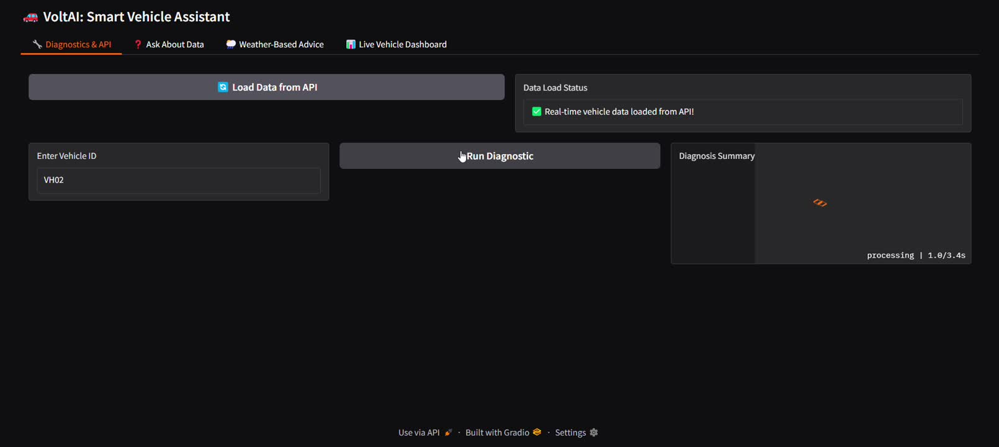 VoltAI: Smart Vehicle Assistant
Diagnostics & API
Ask About Data
Weather-Based Advice
Live Vehicle Dashboard
Load Data from API
Data Load Status
Real-time vehicle data loaded from API!
Enter Vehicle ID
VH02
Run Diagnostic
Diagnosis Summary
processing | 1.0/3.4s
Use via API · Built with Gradio · Settings